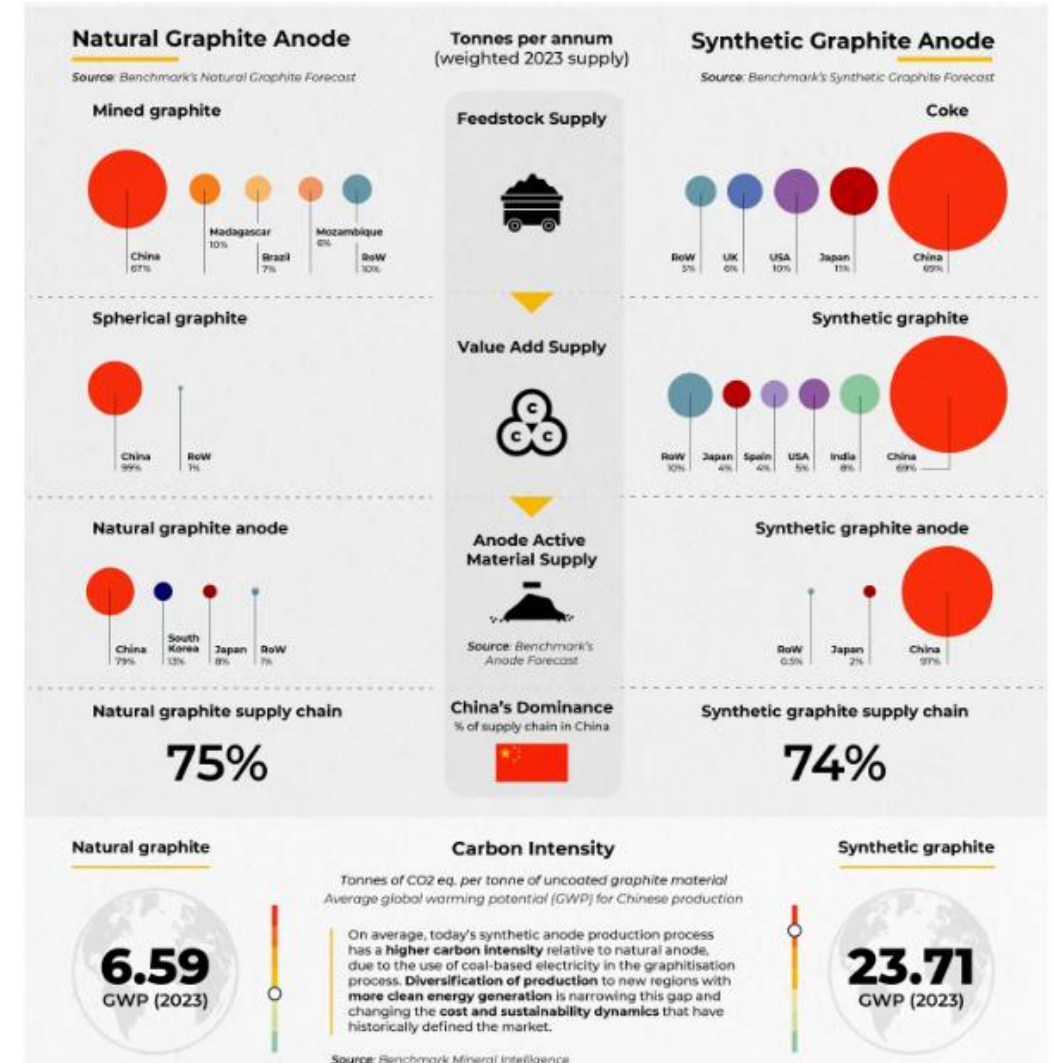 Natural Graphite Anode
Source: Benchmark's Natural Graphite Forecast
Tonnes per annum
(weighted 2023 supply)
Synthetic Graphite Anode
Source: Benchmark's Synthetic Graphite Forecast
Mined graphite
China
67%
Madagascar
10%
Brazil
7%
Mozambique
6%
RoW
10%
Feedstock Supply
Coke
RoW
5%
UK
6%
USA
10%
Japan
11%
China
69%
Spherical graphite
China
99%
RoW
1%
Value Add Supply
C
C C
Synthetic graphite
RoW
10%
Japan
4%
Spain
4%
USA
5%
India
8%
China
69%
Natural graphite anode
China
79%
South
Korea
13%
Japan
8%
RoW
1%
Anode Active
Material Supply
Source: Benchmark's
Anode Forecast
Synthetic graphite anode
RoW
0.5%
Japan
2%
China
97%
Natural graphite supply chain
75%
China's Dominance
% of supply chain in China
Synthetic graphite supply chain
74%
Natural graphite
6.59
GWP (2023)
Carbon Intensity
Tonnes of CO2 eq. per tonne of uncoated graphite material
Average global warming potential (GWP) for Chinese production
On average, today's synthetic anode production process
has a higher carbon intensity relative to natural anode,
due to the use of coal-based electricity in the graphitisation
process. Diversification of production to new regions with
more clean energy generation is narrowing this gap and
changing the cost and sustainability dynamics that have
historically defined the market.
Source: Benchmark Mineral Intelligence
Synthetic graphite
23.71
GWP (2023)